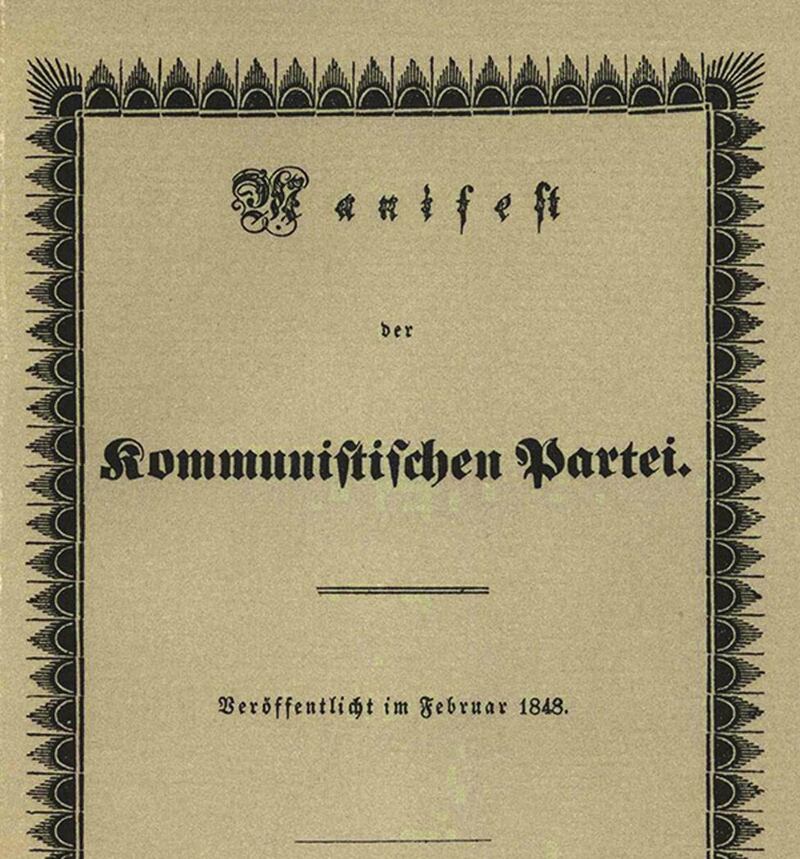 Manifest
der
Kommunistischen Partei.
Veröffentlicht im Februar 1848.